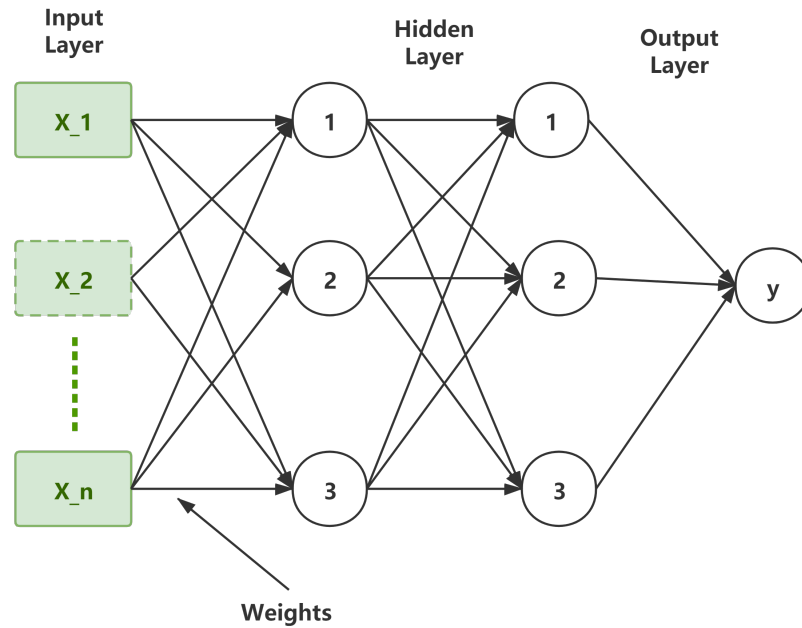 Input
Layer
Hidden
Layer
Output
Layer
X_1
1
1
X_2
2
2
y
X_n
3
3
Weights